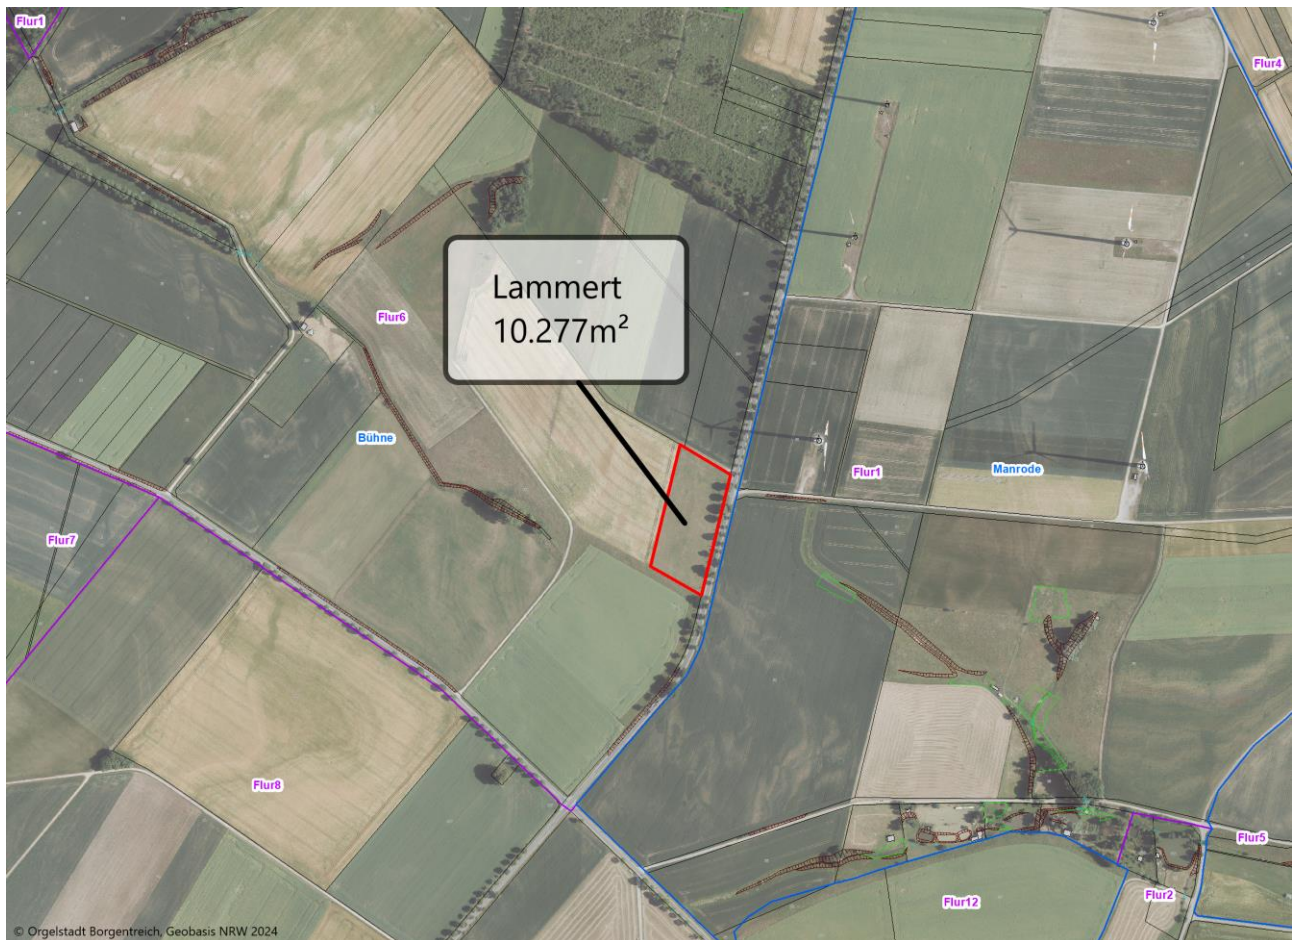 Flur1
Flur4
Lammert
10.277m²
Flur6
Bühne
Flur1
Manrode
Flur7
Flur8
Flur5
Flur2
Flur12
© Orgelstadt Borgentreich, Geobasis NRW 2024